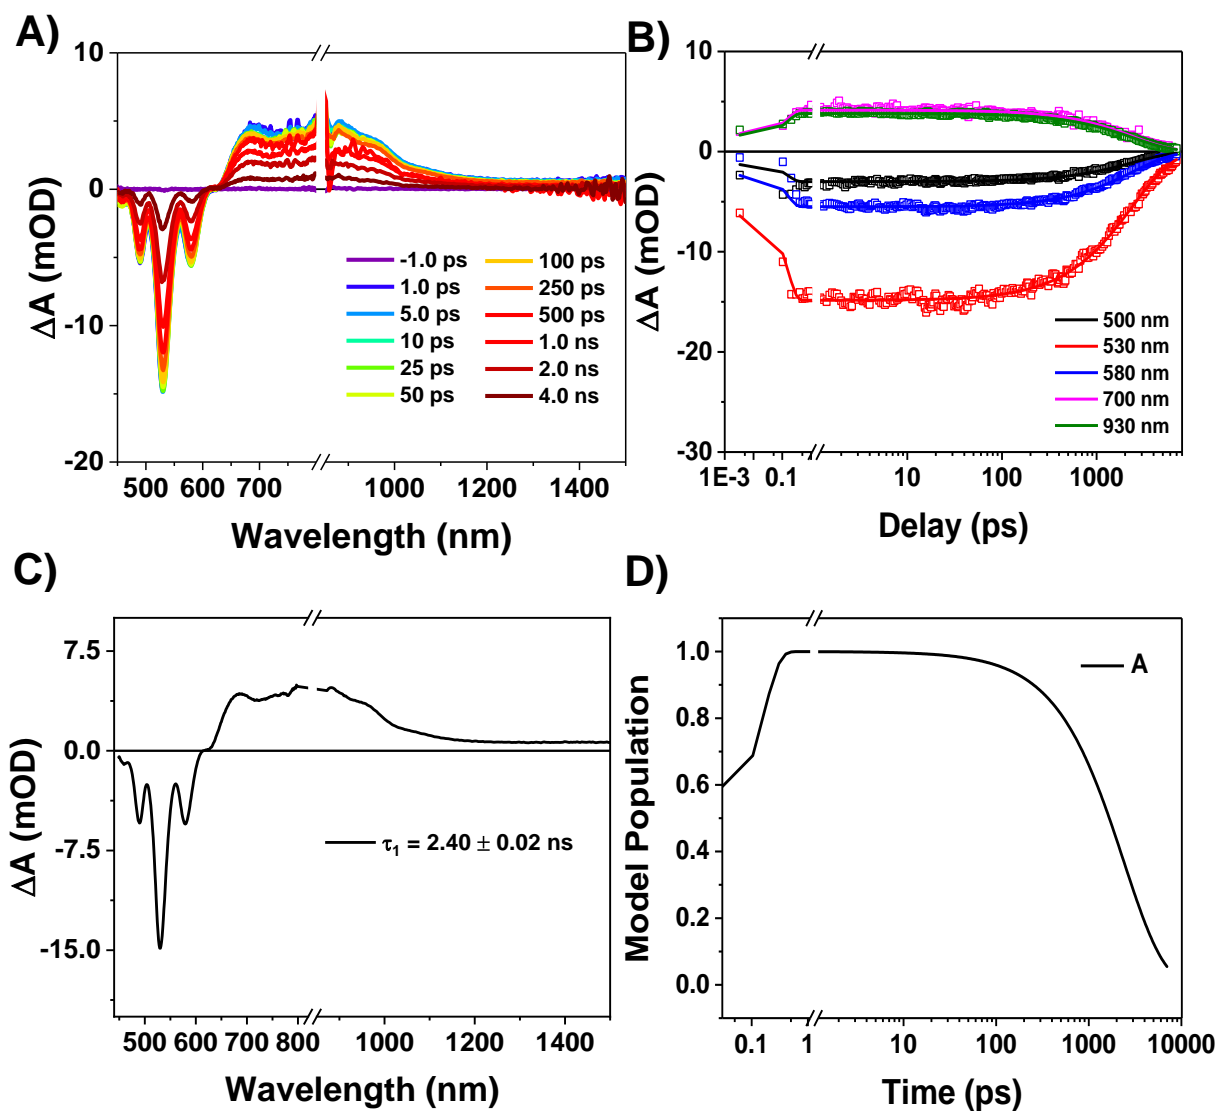 A)
10
0
-10
-20
ΔA (mOD)
500 600 700 1000 1200 1400
Wavelength (nm)
-1.0 ps
1.0 ps
5.0 ps
10 ps
25 ps
50 ps
100 ps
250 ps
500 ps
1.0 ns
2.0 ns
4.0 ns
B)
10
0
-10
-20
-30
ΔA (mOD)
1E-3 0.1 10 100 1000
Delay (ps)
500 nm
530 nm
580 nm
700 nm
930 nm
C)
7.5
0.0
-7.5
-15.0
ΔA (mOD)
500 600 700 800 1000 1200 1400
Wavelength (nm)
τ1 = 2.40 ± 0.02 ns
D)
1.0
0.8
0.6
0.4
0.2
0.0
Model Population
0.1 1 10 100 1000 10000
Time (ps)
A